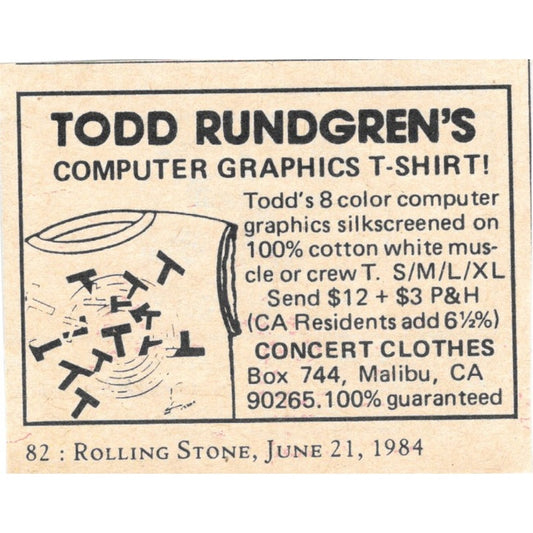 TODD RUNDGREN'S
COMPUTER GRAPHICS T-SHIRT!
Todd's 8 color computer
graphics silkscreened on
100% cotton white mus-
cle or crew T. S/M/L/XL
Send $12 + $3 P&H
(CA Residents add 6½%)
CONCERT CLOTHES
Box 744, Malibu, CA
90265.100% guaranteed
82 : ROLLING STONE, JUNE 21, 1984